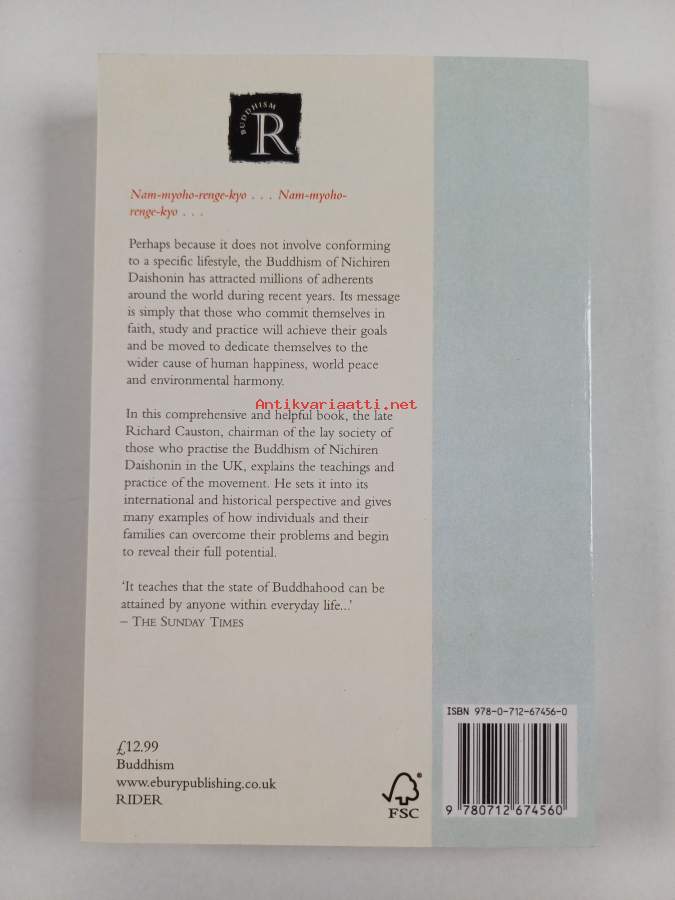 BUDDHISM
R
Nam-myoho-renge-kyo . . . Nam-myoho-
renge-kyo . . .
Perhaps because it does not involve conforming
to a specific lifestyle, the Buddhism of Nichiren
Daishonin has attracted millions of adherents
around the world during recent years. Its message
is simply that those who commit themselves in
faith, study and practice will achieve their goals
and be moved to dedicate themselves to the
wider cause of human happiness, world peace
and environmental harmony.
Antikvariaatti.net
In this comprehensive and helpful book, the late
Richard Causton, chairman of the lay society of
those who practise the Buddhism of Nichiren
Daishonin in the UK, explains the teachings and
practice of the movement. He sets it into its
international and historical perspective and gives
many examples of how individuals and their
families can overcome their problems and begin
to reveal their full potential.
‘It teaches that the state of Buddhahood can be
attained by anyone within everyday life...’
– THE SUNDAY TIMES
£12.99
Buddhism
www.eburypublishing.co.uk
RIDER
FSC
®
ISBN 978-0-712-67456-0
9 780712 674560